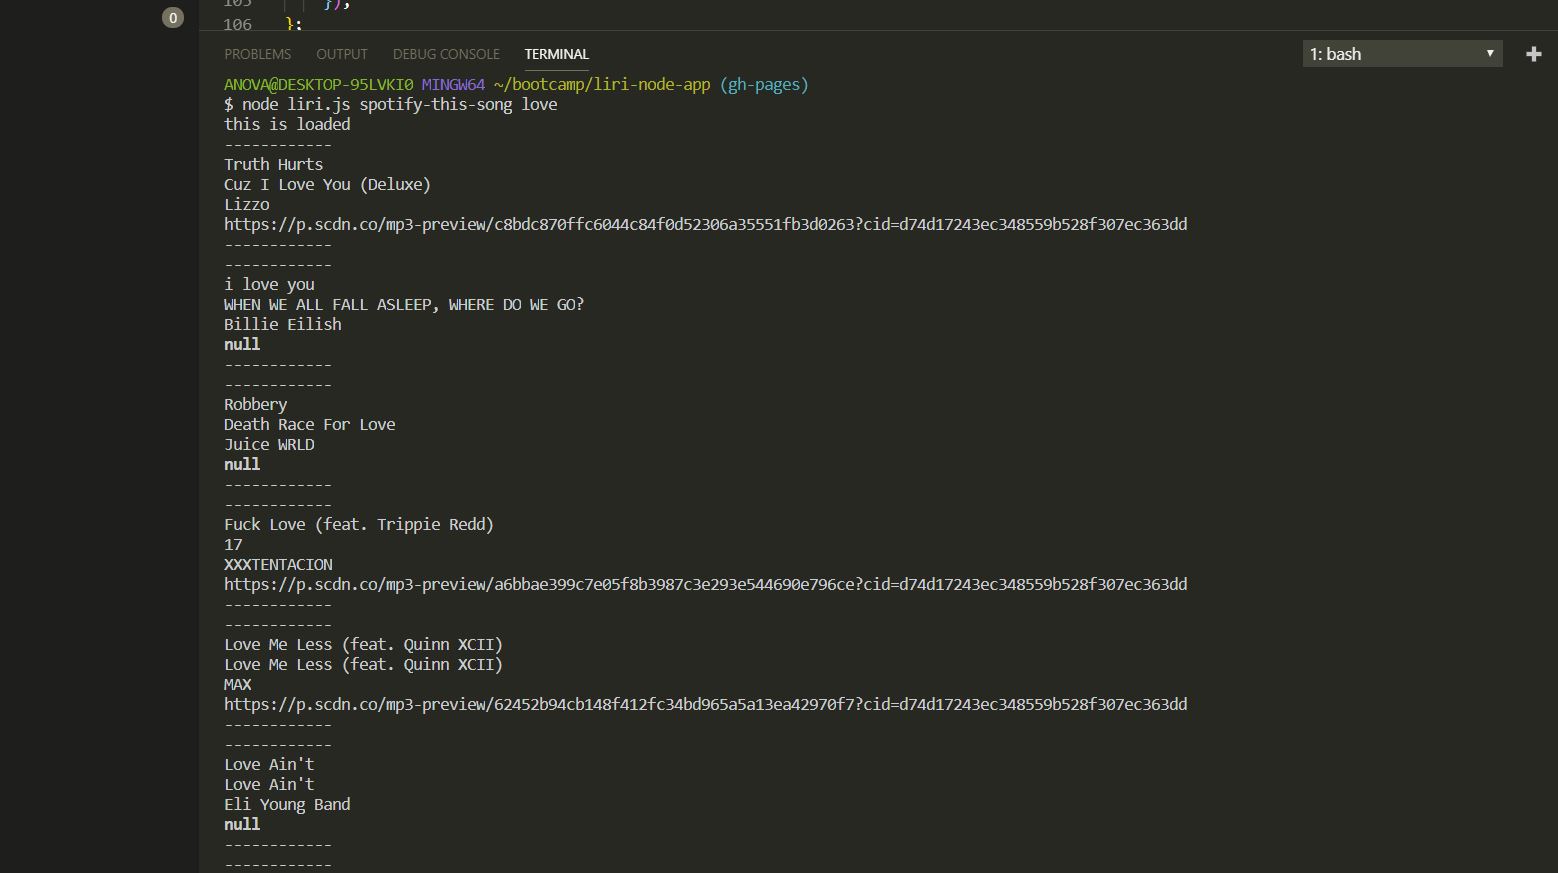 0
105 });
106 };
PROBLEMS OUTPUT DEBUG CONSOLE TERMINAL 1: bash
ANOVA@DESKTOP-95LVKI0 MINGW64 ~/bootcamp/liri-node-app (gh-pages)
$ node liri.js spotify-this-song love
this is loaded
------------
Truth Hurts
Cuz I Love You (Deluxe)
Lizzo
https://p.scdn.co/mp3-preview/c8bdc870ffc6044c84f0d52306a35551fb3d0263?cid=d74d17243ec348559b528f307ec363dd
------------
------------
i love you
WHEN WE ALL FALL ASLEEP, WHERE DO WE GO?
Billie Eilish
null
------------
------------
Robbery
Death Race For Love
Juice WRLD
null
------------
------------
Fuck Love (feat. Trippie Redd)
17
XXXTENTACION
https://p.scdn.co/mp3-preview/a6bbae399c7e05f8b3987c3e293e544690e796ce?cid=d74d17243ec348559b528f307ec363dd
------------
------------
Love Me Less (feat. Quinn XCII)
Love Me Less (feat. Quinn XCII)
MAX
https://p.scdn.co/mp3-preview/62452b94cb148f412fc34bd965a5a13ea42970f7?cid=d74d17243ec348559b528f307ec363dd
------------
------------
Love Ain't
Love Ain't
Eli Young Band
null
------------
------------